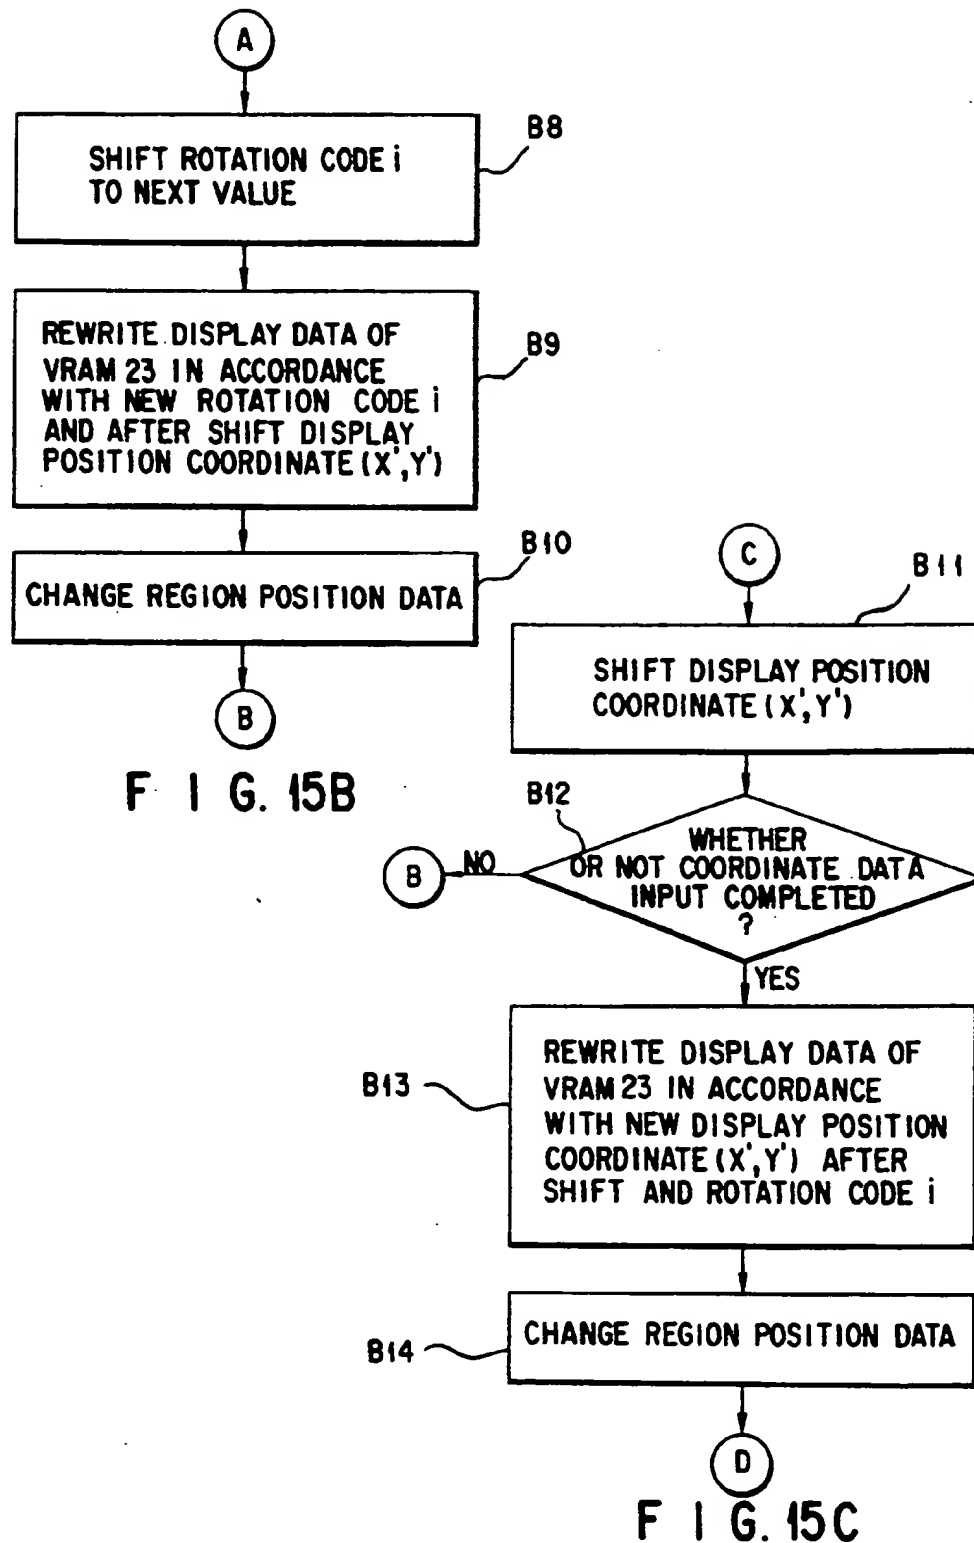 A
B8
SHIFT ROTATION CODE i
TO NEXT VALUE
B9
REWRITE DISPLAY DATA OF
VRAM 23 IN ACCORDANCE
WITH NEW ROTATION CODE i
AND AFTER SHIFT DISPLAY
POSITION COORDINATE (X',Y')
B10
CHANGE REGION POSITION DATA
B
FIG. 15B
C
B11
SHIFT DISPLAY POSITION
COORDINATE (X',Y')
B12
WHETHER
OR NOT COORDINATE DATA
INPUT COMPLETED
?
NO
B
YES
B13
REWRITE DISPLAY DATA OF
VRAM 23 IN ACCORDANCE
WITH NEW DISPLAY POSITION
COORDINATE (X',Y') AFTER
SHIFT AND ROTATION CODE i
B14
CHANGE REGION POSITION DATA
D
FIG. 15C